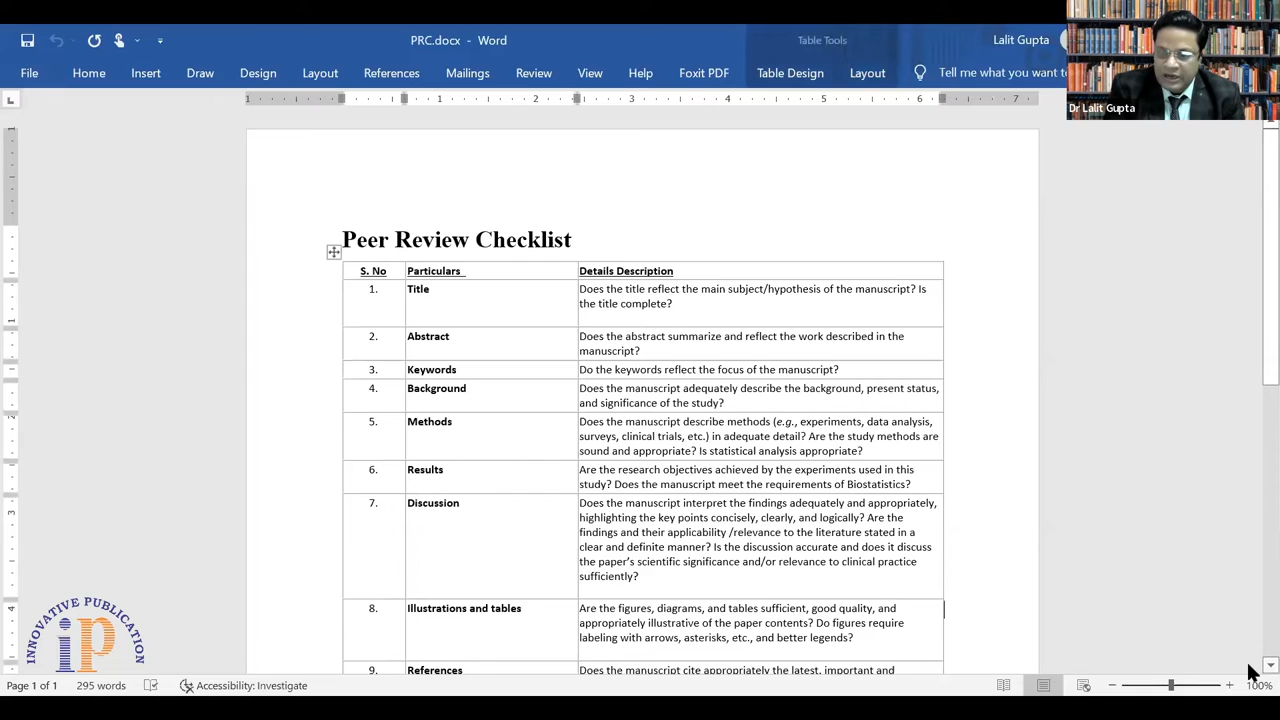 PRC.docx - Word
Table Tools
Lalit Gupta
File Home Insert Draw Design Layout References Mailings Review View Help Foxit PDF Table Design Layout Tell me what you want to
Dr Lalit Gupta
1 1 2 3 4 5 6 7
Peer Review Checklist
S. No Particulars Details Description
1. Title Does the title reflect the main subject/hypothesis of the manuscript? Is
the title complete?
2. Abstract Does the abstract summarize and reflect the work described in the
manuscript?
3. Keywords Do the keywords reflect the focus of the manuscript?
4. Background Does the manuscript adequately describe the background, present status,
and significance of the study?
5. Methods Does the manuscript describe methods (e.g., experiments, data analysis,
surveys, clinical trials, etc.) in adequate detail? Are the study methods are
sound and appropriate? Is statistical analysis appropriate?
6. Results Are the research objectives achieved by the experiments used in this
study? Does the manuscript meet the requirements of Biostatistics?
7. Discussion Does the manuscript interpret the findings adequately and appropriately,
highlighting the key points concisely, clearly, and logically? Are the
findings and their applicability /relevance to the literature stated in a
clear and definite manner? Is the discussion accurate and does it discuss
the paper's scientific significance and/or relevance to clinical practice
sufficiently?
8. Illustrations and tables Are the figures, diagrams, and tables sufficient, good quality, and
appropriately illustrative of the paper contents? Do figures require
labeling with arrows, asterisks, etc., and better legends?
9. References Does the manuscript cite appropriately the latest, important and
INNOVATIVE PUBLICATION
iP
Page 1 of 1 295 words Accessibility: Investigate 100%